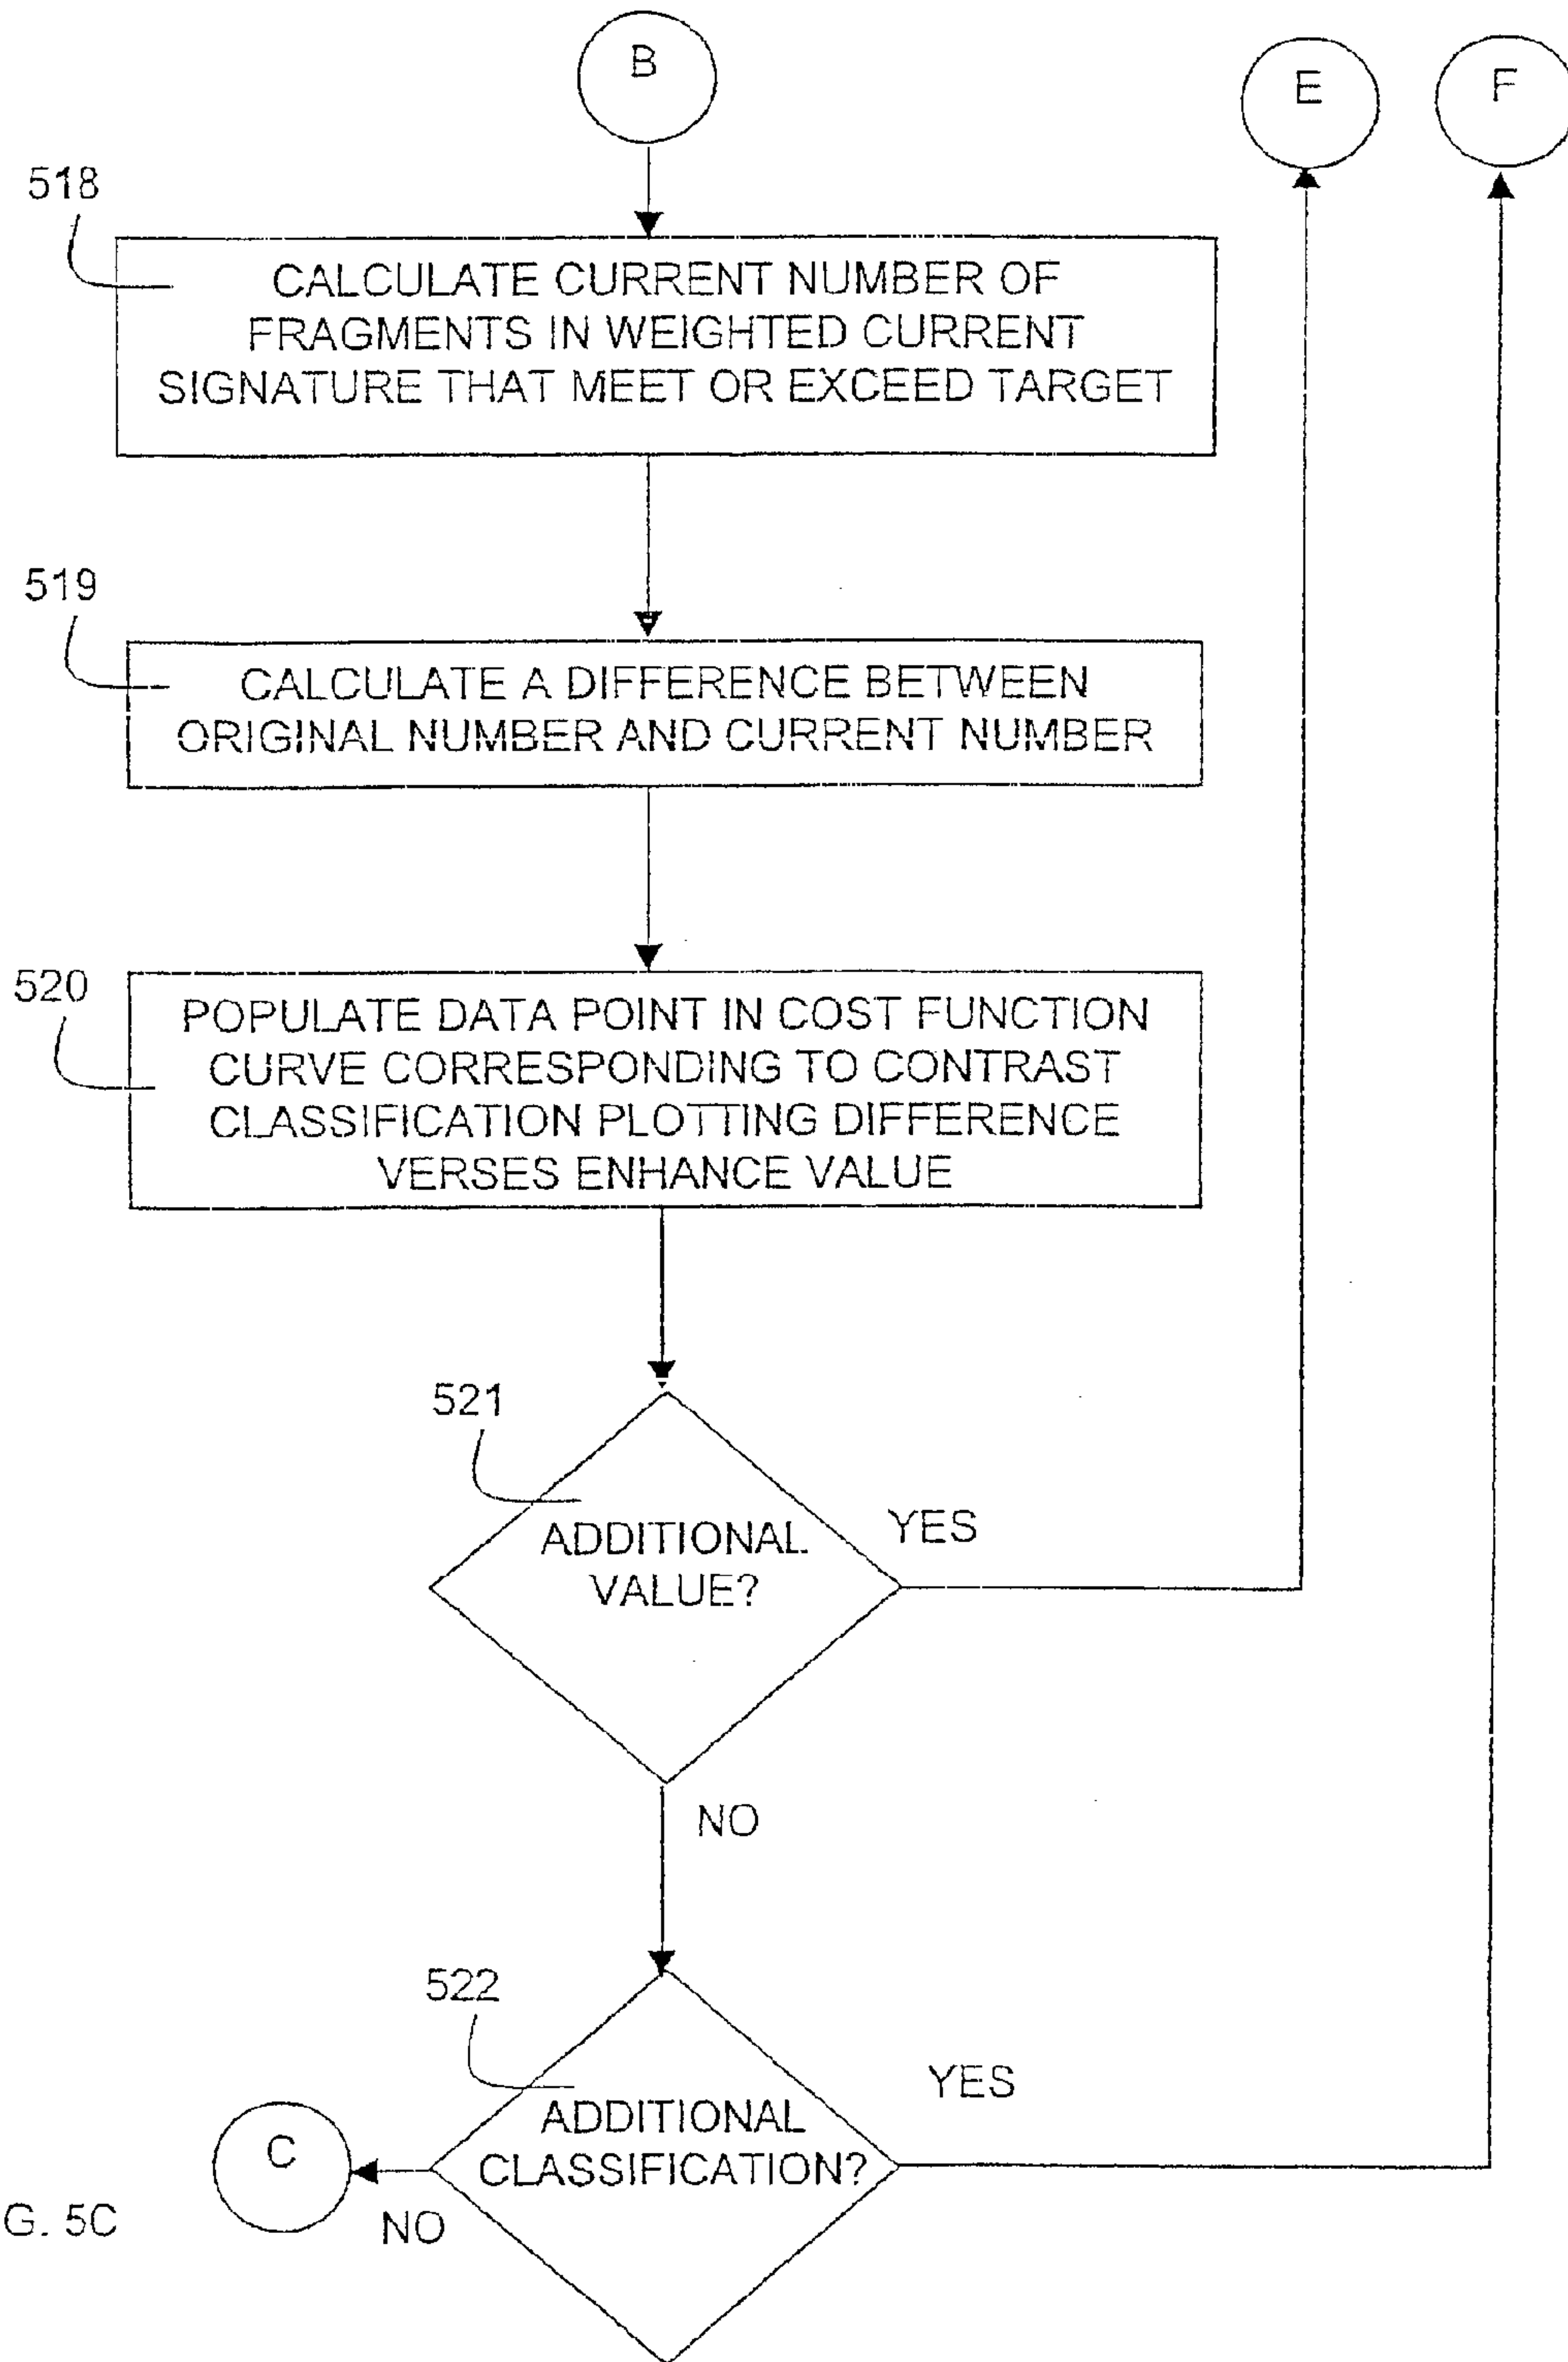 B
E
F
518
CALCULATE CURRENT NUMBER OF
FRAGMENTS IN WEIGHTED CURRENT
SIGNATURE THAT MEET OR EXCEED TARGET
519
CALCULATE A DIFFERENCE BETWEEN
ORIGINAL NUMBER AND CURRENT NUMBER
520
POPULATE DATA POINT IN COST FUNCTION
CURVE CORRESPONDING TO CONTRAST
CLASSIFICATION PLOTTING DIFFERENCE
VERSES ENHANCE VALUE
521
ADDITIONAL
VALUE?
YES
NO
522
ADDITIONAL
CLASSIFICATION?
YES
C
NO
G. 5C